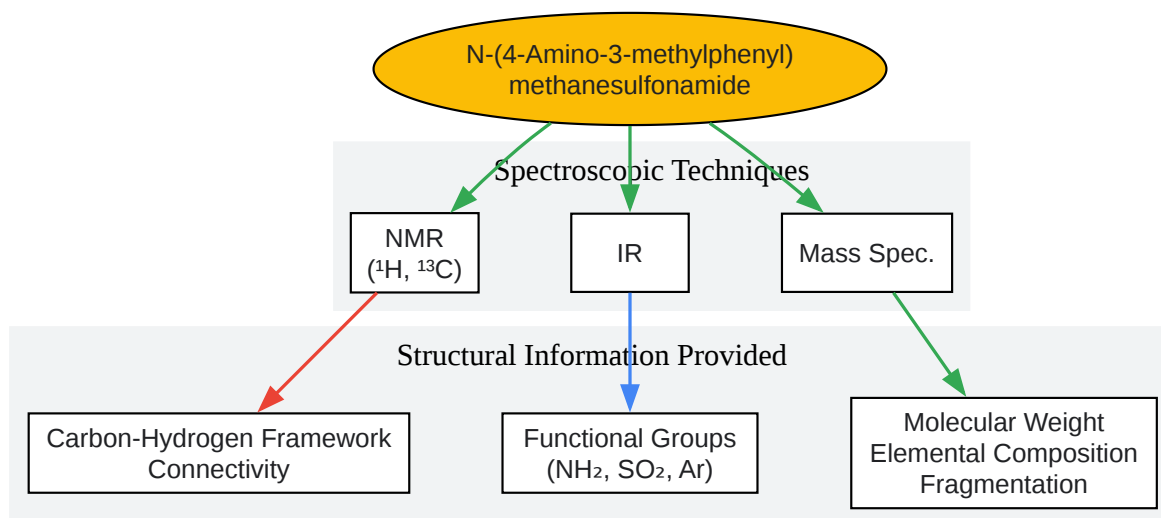 N-(4-Amino-3-methylphenyl)
methanesulfonamide
Spectroscopic Techniques
NMR
(¹H, ¹³C)
IR
Mass Spec.
Structural Information Provided
Carbon-Hydrogen Framework
Connectivity
Functional Groups
(NH₂, SO₂, Ar)
Molecular Weight
Elemental Composition
Fragmentation